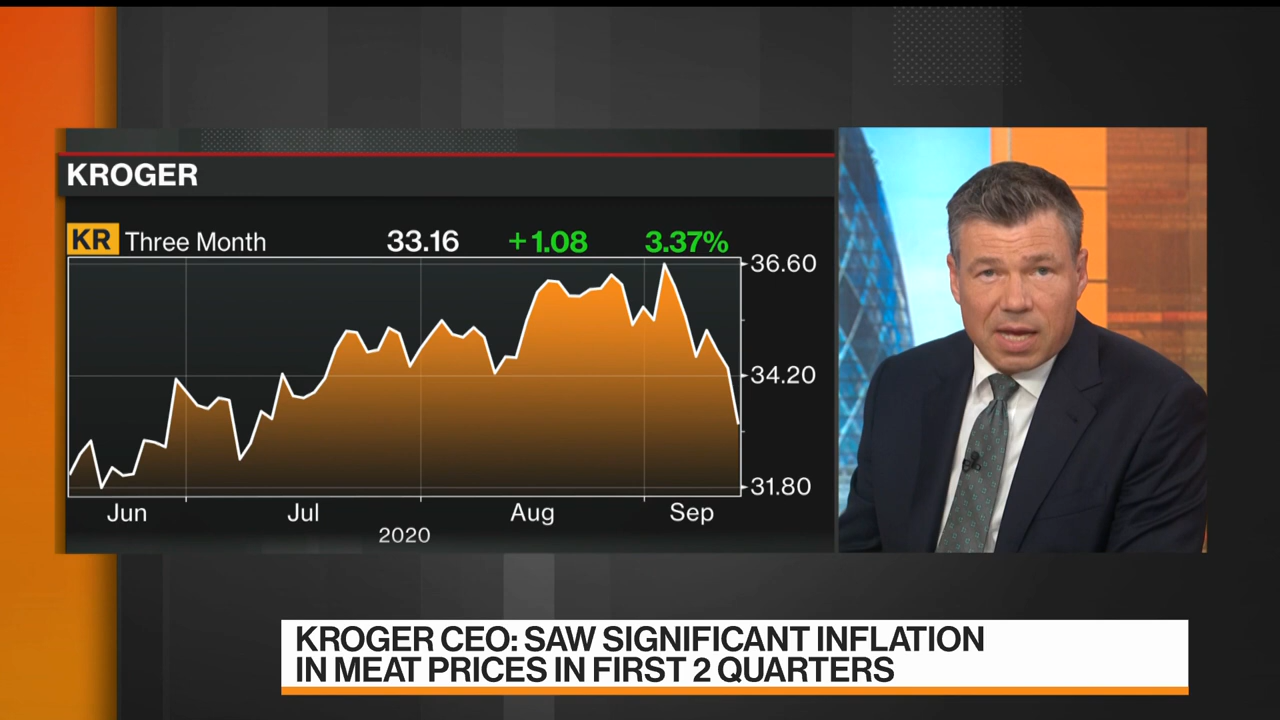 KROGER
KR Three Month 33.16 +1.08 3.37%
36.60
34.20
31.80
Jun Jul Aug Sep
2020
KROGER CEO: SAW SIGNIFICANT INFLATION
IN MEAT PRICES IN FIRST 2 QUARTERS